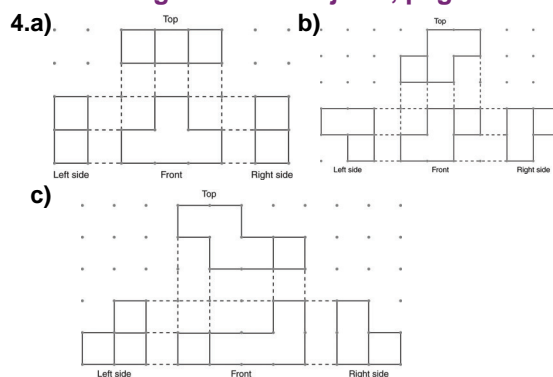 4.a)
Top
Left side
Front
Right side
b)
Top
Left side
Front
Right side
c)
Top
Left side
Front
Right side